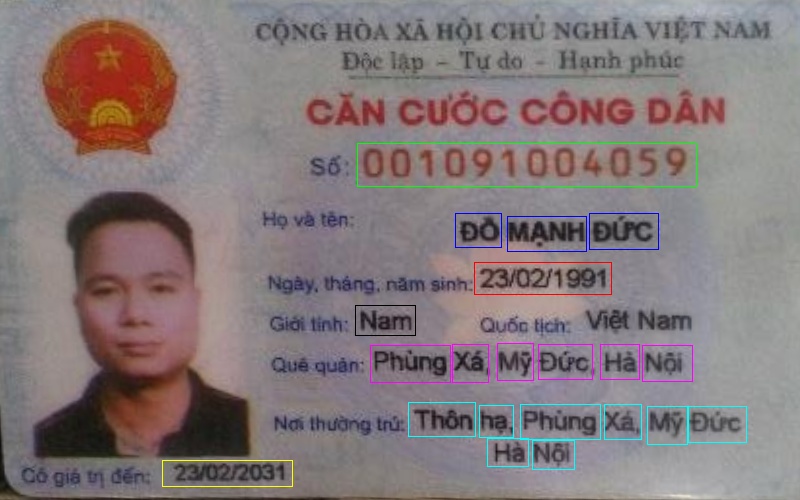 CỘNG HÒA XÃ HỘI CHỦ NGHĨA VIỆT NAM
Độc lập - Tự do - Hạnh phúc
CĂN CƯỚC CÔNG DÂN
Số: 001091004059
Họ và tên:
ĐỖ MẠNH ĐỨC
Ngày, tháng, năm sinh: 23/02/1991
Giới tính: Nam Quốc tịch: Việt Nam
Quê quán: Phùng Xá, Mỹ Đức, Hà Nội
Nơi thường trú: Thôn hạ, Phùng Xá, Mỹ Đức
Hà Nội
Có giá trị đến: 23/02/2031